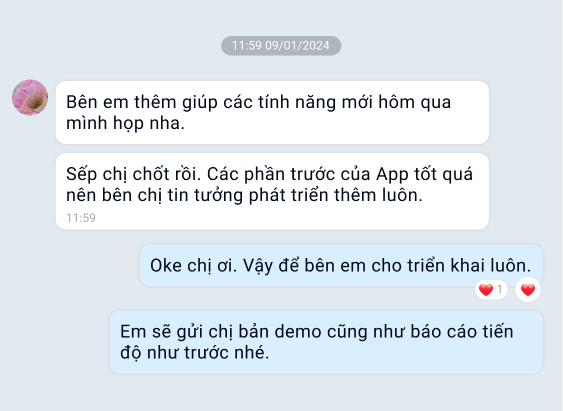 11:59 09/01/2024
Bên em thêm giúp các tính năng mới hôm qua
mình họp nha.
Sếp chị chốt rồi. Các phần trước của App tốt quá
nên bên chị tin tưởng phát triển thêm luôn.
11:59
Oke chị ơi. Vậy để bên em cho triển khai luôn.
1
Em sẽ gửi chị bản demo cũng như báo cáo tiến
độ như trước nhé.